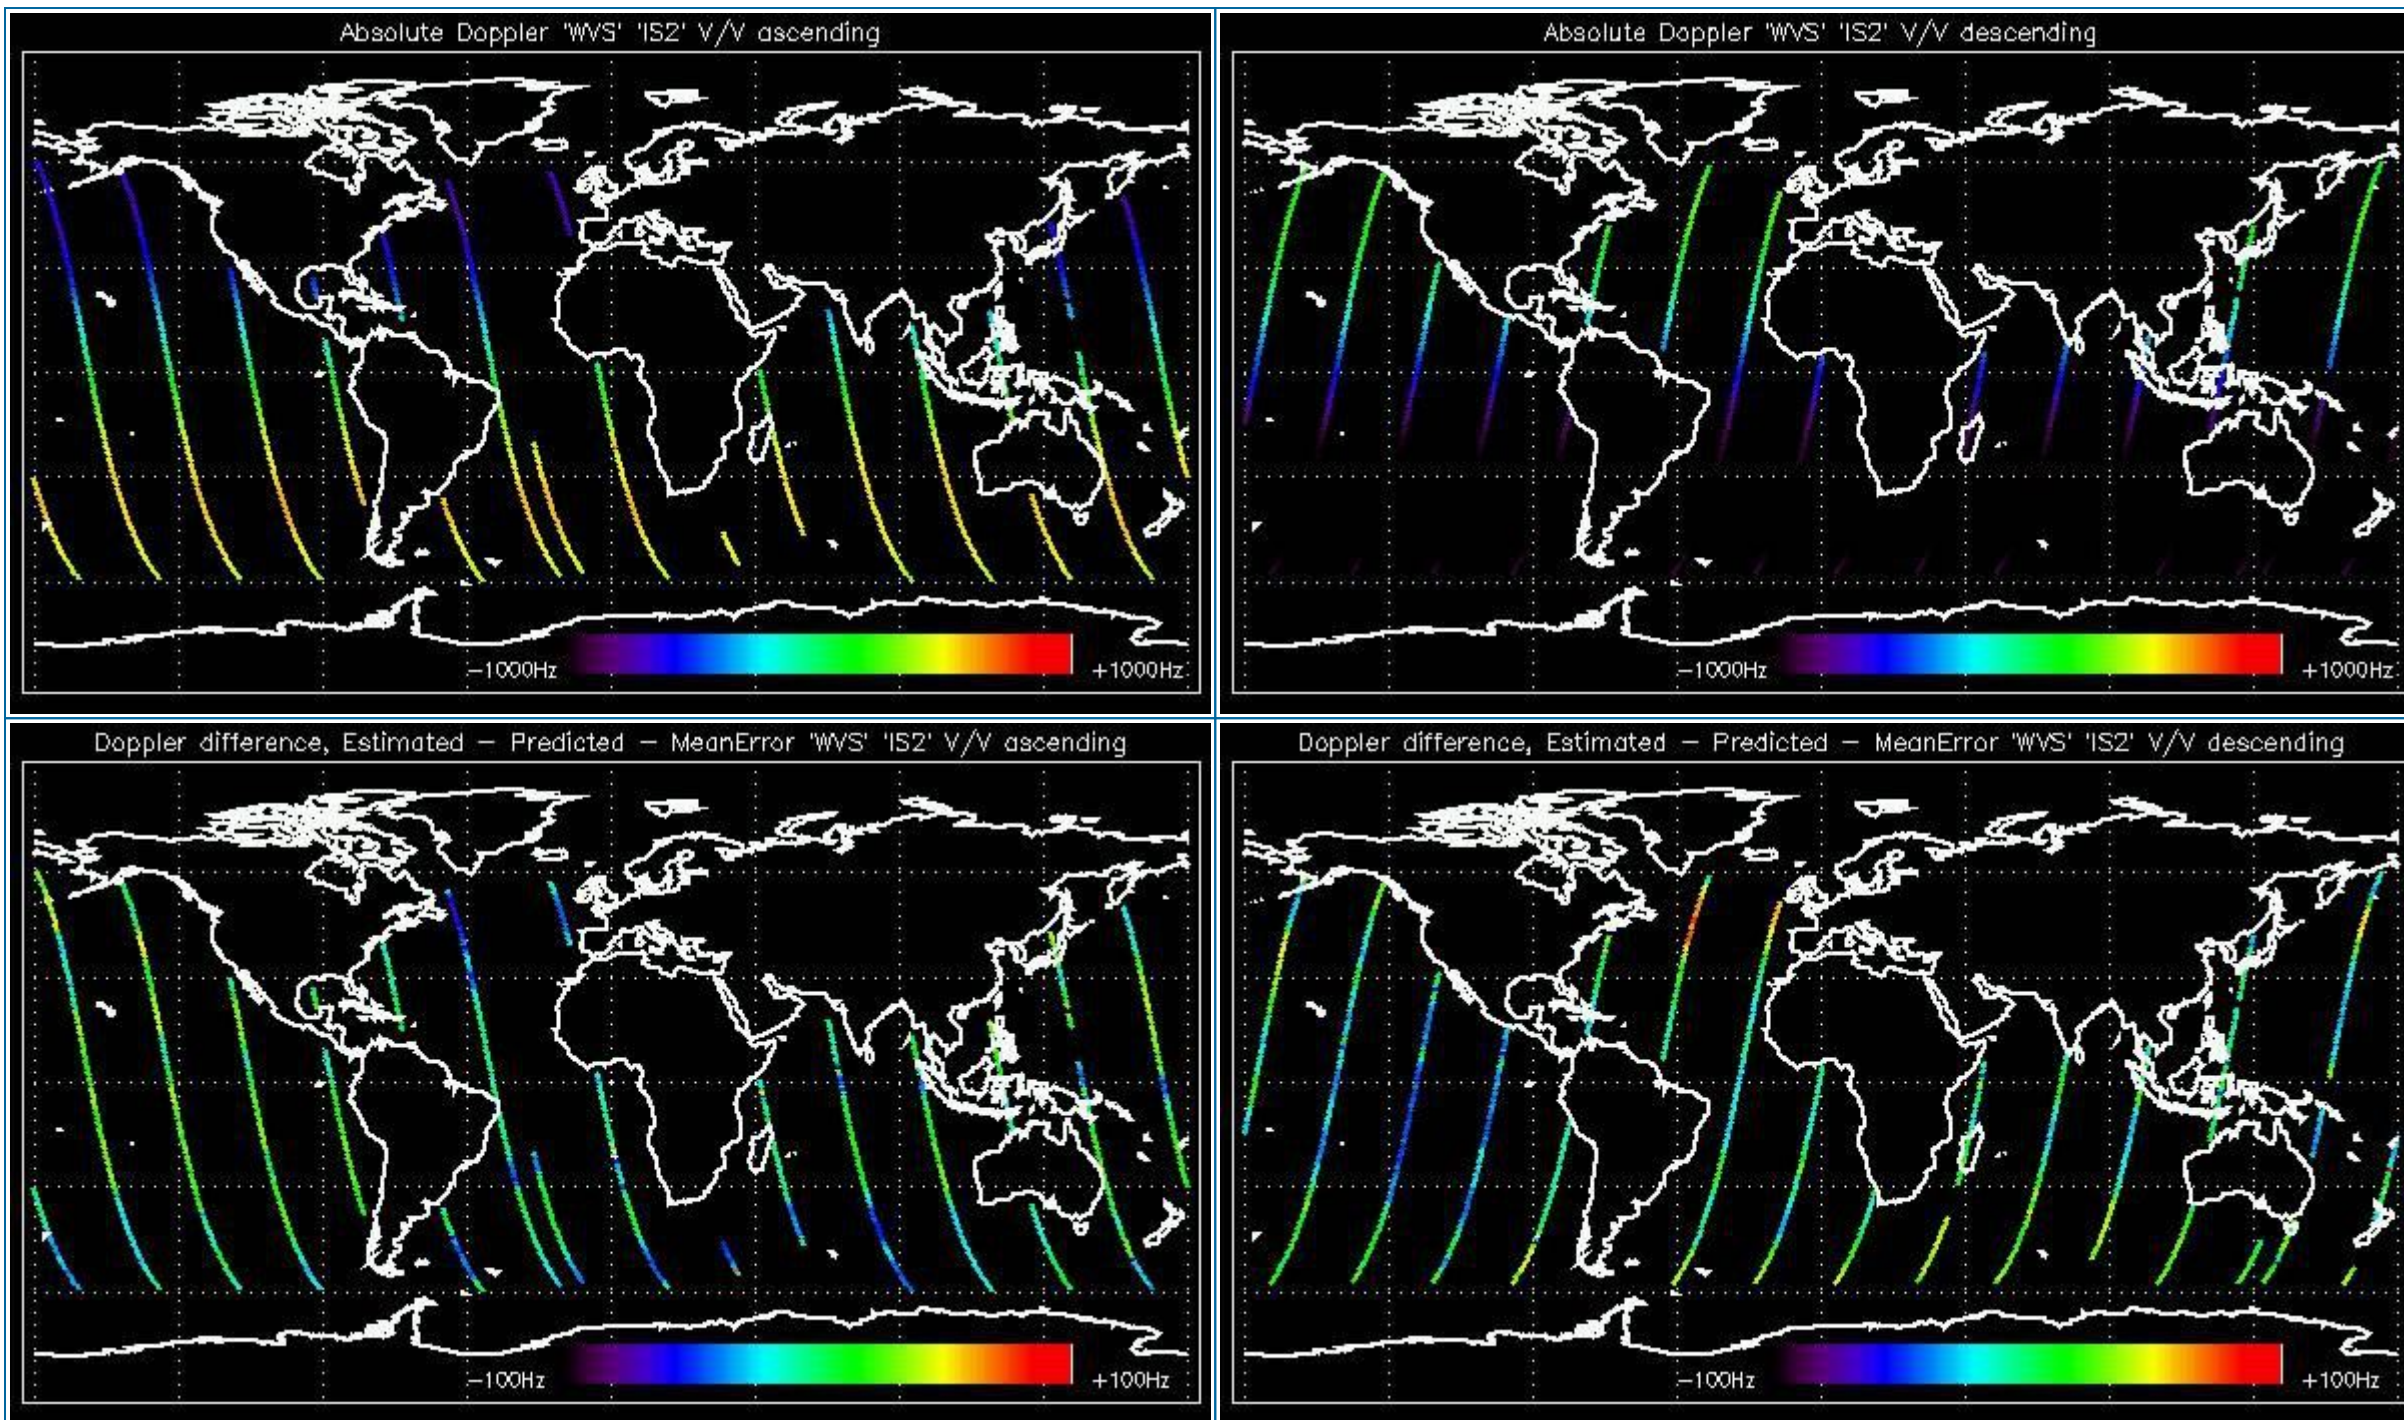 Absolute Doppler 'WVS' 'IS2' V/V ascending
−1000Hz +1000Hz
Absolute Doppler 'WVS' 'IS2' V/V descending
−1000Hz +1000Hz
Doppler difference, Estimated − Predicted − MeanError 'WVS' 'IS2' V/V ascending
−100Hz +100Hz
Doppler difference, Estimated − Predicted − MeanError 'WVS' 'IS2' V/V descending
−100Hz +100Hz